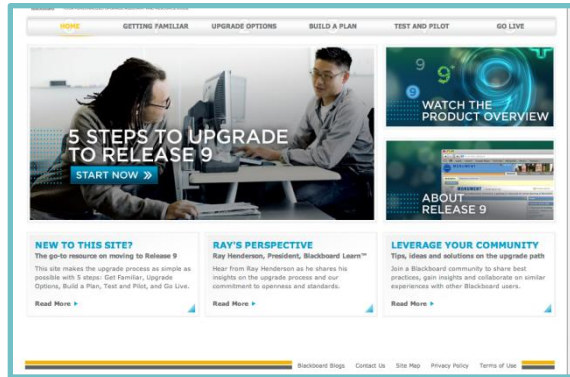 HOME GETTING FAMILIAR UPGRADE OPTIONS BUILD A PLAN TEST AND PILOT GO LIVE
5 STEPS TO UPGRADE
TO RELEASE 9
START NOW »
9 9+ 9 9
WATCH THE
PRODUCT OVERVIEW
ABOUT
RELEASE 9
NEW TO THIS SITE?
The go-to resource on moving to Release 9
This site makes the upgrade process as simple as
possible with 5 steps: Get Familiar, Upgrade
Options, Build a Plan, Test and Pilot, and Go Live.
Read More
RAY'S PERSPECTIVE
Ray Henderson, President, Blackboard Learn™
Hear from Ray Henderson as he shares his
insights on the upgrade process and our
commitment to openness and standards.
Read More
LEVERAGE YOUR COMMUNITY
Tips, ideas and solutions on the upgrade path
Join a Blackboard community to share best
practices, gain insights and collaborate on similar
experiences with other Blackboard users.
Read More
Blackboard Blogs Contact Us Site Map Privacy Policy Terms of Use